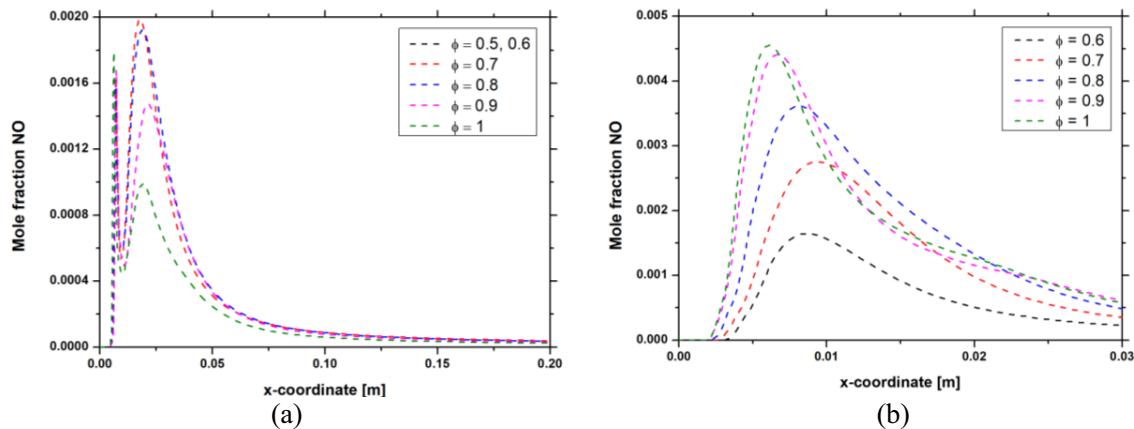 0.0020
0.0016
0.0012
0.0008
0.0004
0.0000
Mole fraction NO
ϕ = 0.5, 0.6
ϕ = 0.7
ϕ = 0.8
ϕ = 0.9
ϕ = 1
0.00 0.05 0.10 0.15 0.20
x-coordinate [m]
(a)
0.005
0.004
0.003
0.002
0.001
0.000
Mole fraction NO
ϕ = 0.6
ϕ = 0.7
ϕ = 0.8
ϕ = 0.9
ϕ = 1
0.00 0.01 0.02 0.03
x-coordinate [m]
(b)